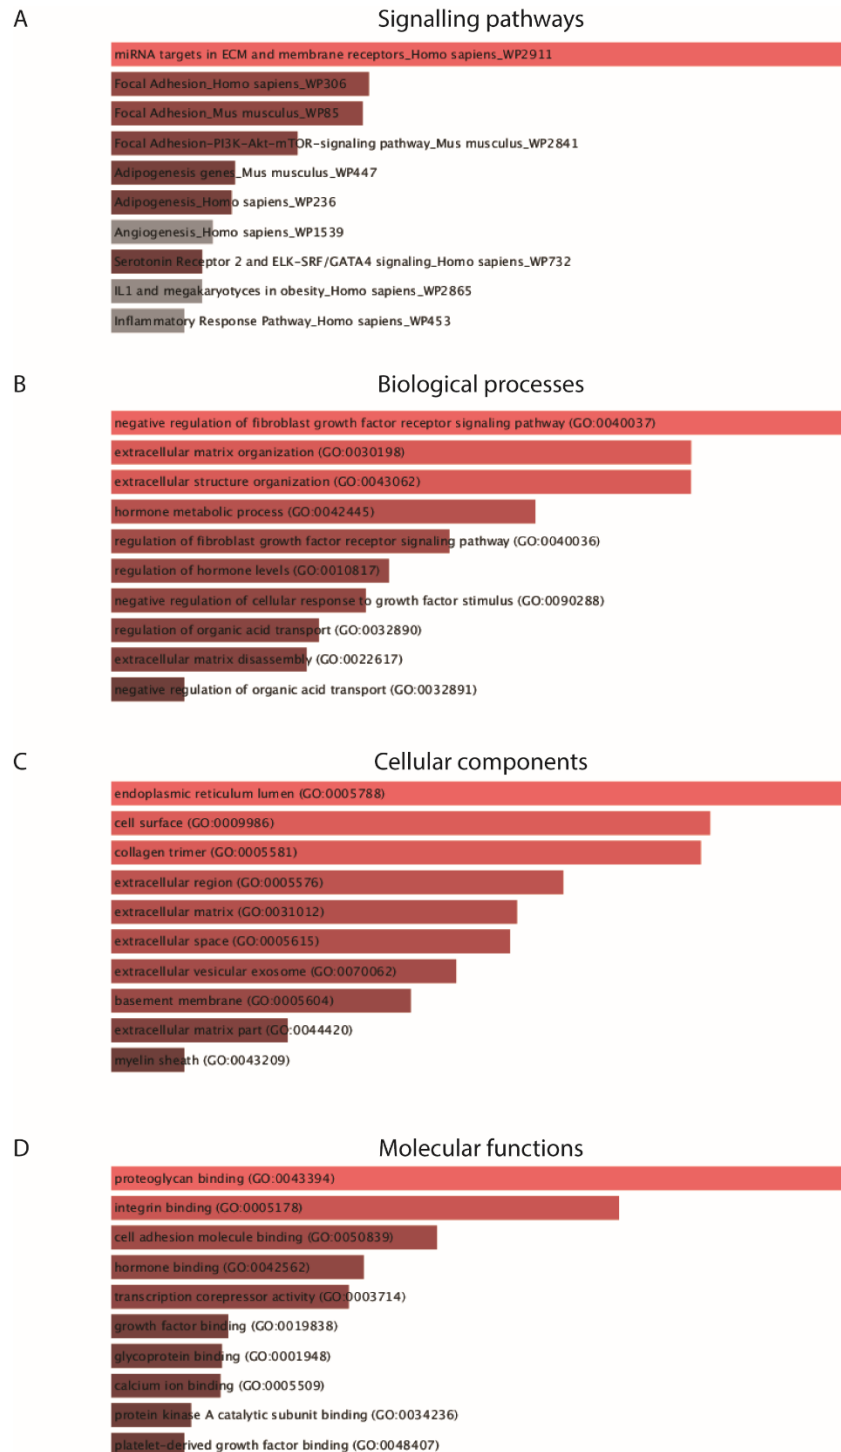 A
Signalling pathways
miRNA targets in ECM and membrane receptors_Homo sapiens_WP2911
Focal Adhesion_Homo sapiens_WP306
Focal Adhesion_Mus musculus_WP85
Focal Adhesion-PI3K-Akt-mTOR-signaling pathway_Mus musculus_WP2841
Adipogenesis genes_Mus musculus_WP447
Adipogenesis_Homo sapiens_WP236
Angiogenesis_Homo sapiens_WP1539
Serotonin Receptor 2 and ELK-SRF/GATA4 signaling_Homo sapiens_WP732
IL1 and megakaryotyces in obesity_Homo sapiens_WP2865
Inflammatory Response Pathway_Homo sapiens_WP453
B
Biological processes
negative regulation of fibroblast growth factor receptor signaling pathway (GO:0040037)
extracellular matrix organization (GO:0030198)
extracellular structure organization (GO:0043062)
hormone metabolic process (GO:0042445)
regulation of fibroblast growth factor receptor signaling pathway (GO:0040036)
regulation of hormone levels (GO:0010817)
negative regulation of cellular response to growth factor stimulus (GO:0090288)
regulation of organic acid transport (GO:0032890)
extracellular matrix disassembly (GO:0022617)
negative regulation of organic acid transport (GO:0032891)
C
Cellular components
endoplasmic reticulum lumen (GO:0005788)
cell surface (GO:0009986)
collagen trimer (GO:0005581)
extracellular region (GO:0005576)
extracellular matrix (GO:0031012)
extracellular space (GO:0005615)
extracellular vesicular exosome (GO:0070062)
basement membrane (GO:0005604)
extracellular matrix part (GO:0044420)
myelin sheath (GO:0043209)
D
Molecular functions
proteoglycan binding (GO:0043394)
integrin binding (GO:0005178)
cell adhesion molecule binding (GO:0050839)
hormone binding (GO:0042562)
transcription corepressor activity (GO:0003714)
growth factor binding (GO:0019838)
glycoprotein binding (GO:0001948)
calcium ion binding (GO:0005509)
protein kinase A catalytic subunit binding (GO:0034236)
platelet-derived growth factor binding (GO:0048407)